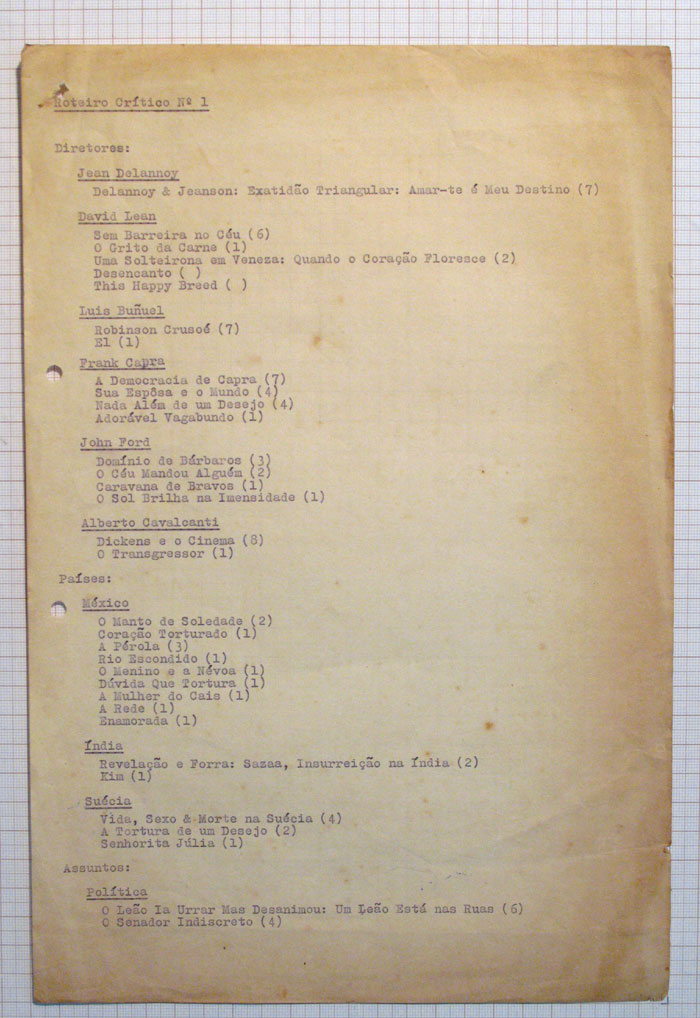 Roteiro Crítico Nº 1
Diretores:
Jean Delannoy
Delannoy & Jeanson: Exatidão Triangular: Amar-te é Meu Destino (7)
David Lean
Sem Barreira no Céu (6)
O Grito da Carne (1)
Uma Solteirona em Veneza: Quando o Coração Floresce (2)
Desencanto ( )
This Happy Breed ( )
Luis Buñuel
Robinson Crusoé (7)
El (1)
Frank Capra
A Democracia de Capra (7)
Sua Espôsa e o Mundo (4)
Nada Além de um Desejo (4)
Adorável Vagabundo (1)
John Ford
Domínio de Bárbaros (3)
O Céu Mandou Alguém (2)
Caravana de Bravos (1)
O Sol Brilha na Imensidade (1)
Alberto Cavalcanti
Dickens e o Cinema (8)
O Transgressor (1)
Países:
México
O Manto de Soledade (2)
Coração Torturado (1)
A Pérola (3)
Rio Escondido (1)
O Menino e a Névoa (1)
Dúvida Que Tortura (1)
A Mulher do Cais (1)
A Rede (1)
Enamorada (1)
Índia
Revelação e Forra: Sazaa, Insurreição na Índia (2)
Kim (1)
Suécia
Vida, Sexo & Morte na Suécia (4)
A Tortura de um Desejo (2)
Senhorita Júlia (1)
Assuntos:
Política
O Leão Ia Urrar Mas Desanimou: Um Leão Está nas Ruas (6)
O Senador Indiscreto (4)